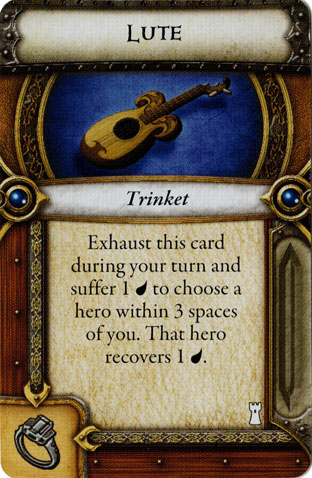 Lute
Trinket
Exhaust this card
during your turn and
suffer 1 to choose a
hero within 3 spaces
of you. That hero
recovers 1 .